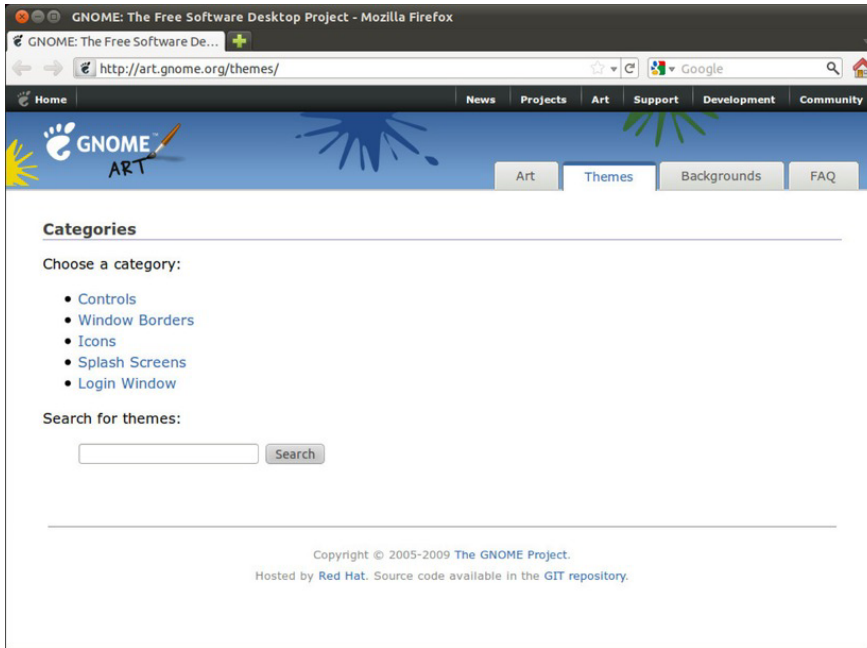 GNOME: The Free Software Desktop Project - Mozilla Firefox
GNOME: The Free Software De...
http://art.gnome.org/themes/
Google
Home News Projects Art Support Development Community
GNOME™
ART
Art Themes Backgrounds FAQ
Categories
Choose a category:
• Controls
• Window Borders
• Icons
• Splash Screens
• Login Window
Search for themes:
Search
Copyright © 2005-2009 The GNOME Project.
Hosted by Red Hat. Source code available in the GIT repository.